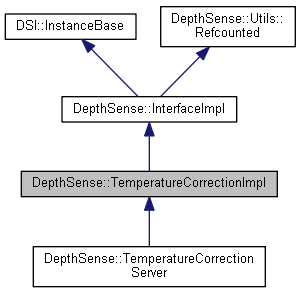 DSI::InstanceBase
DepthSense::Utils::
Refcounted
DepthSense::InterfaceImpl
DepthSense::TemperatureCorrectionImpl
DepthSense::TemperatureCorrection
Server